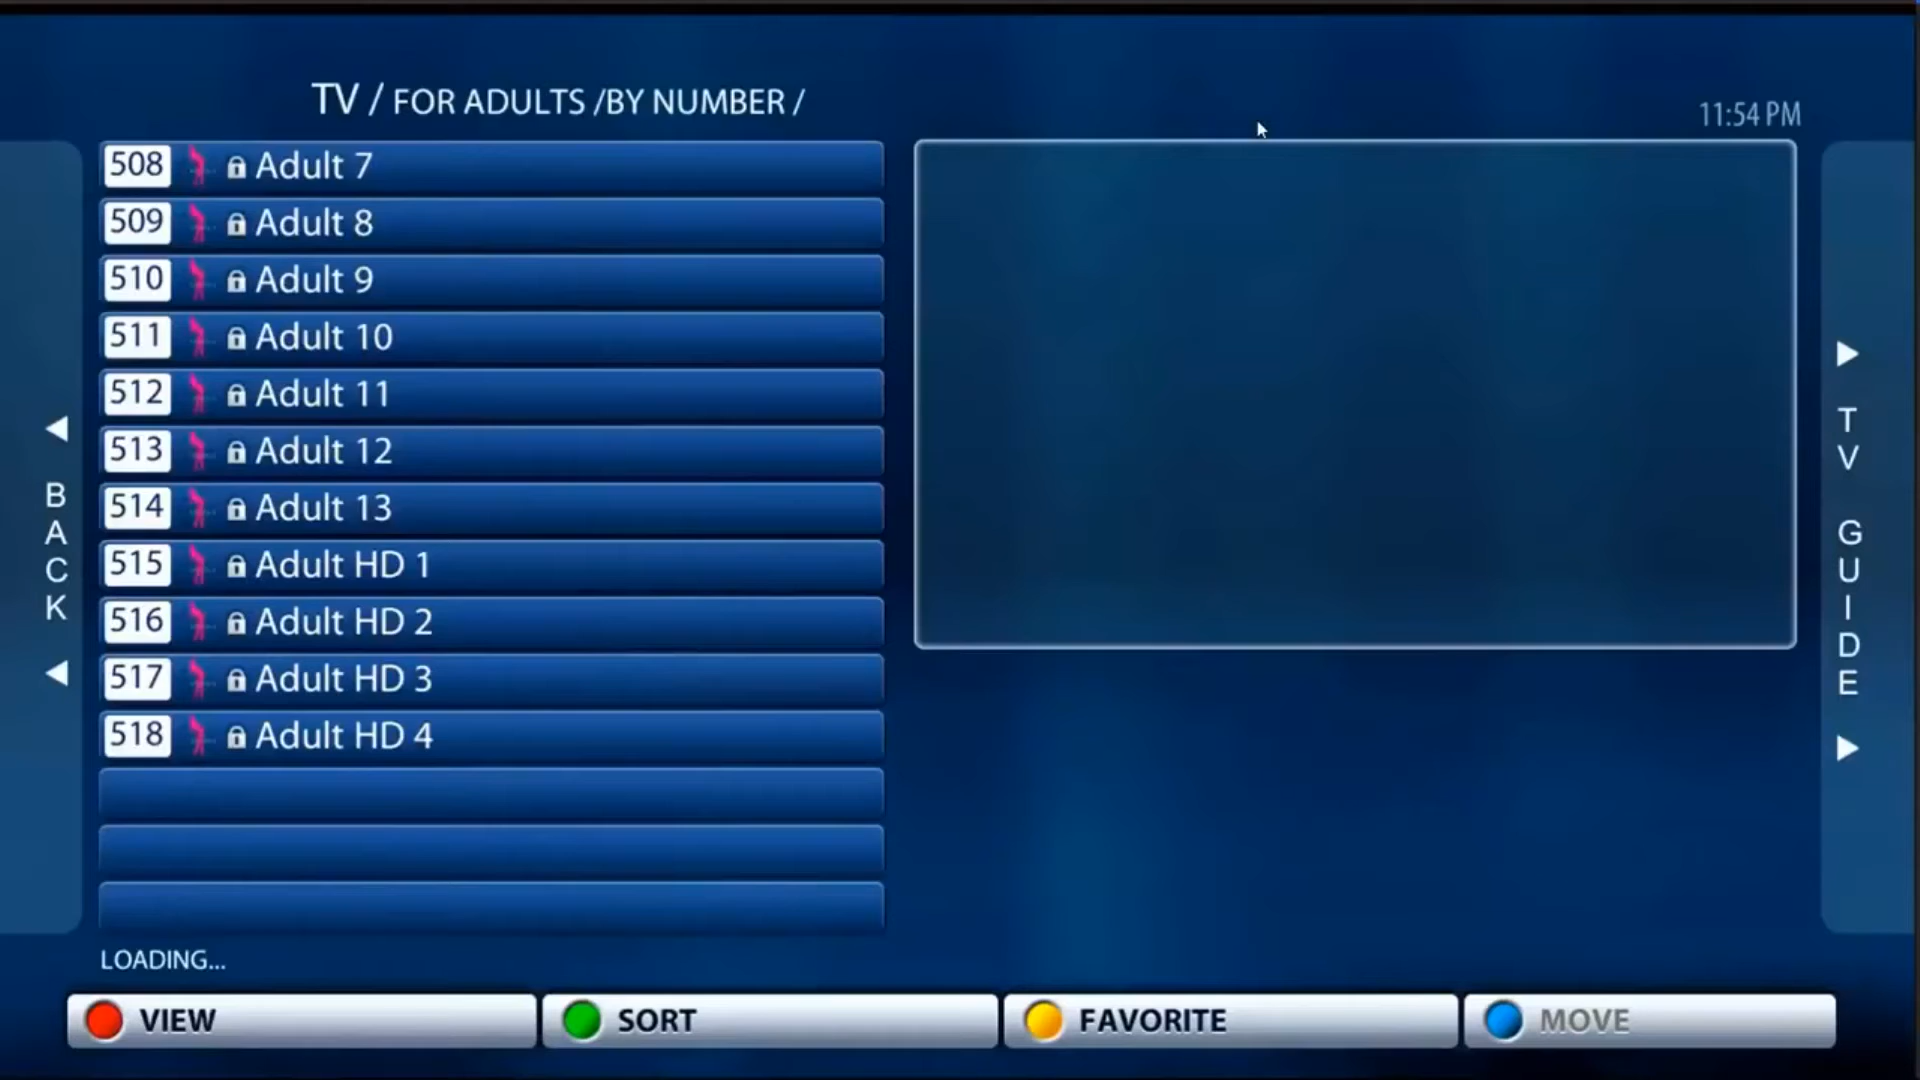 TV / FOR ADULTS /BY NUMBER /
11:54 PM
508 Adult 7
509 Adult 8
510 Adult 9
511 Adult 10
512 Adult 11
513 Adult 12
514 Adult 13
515 Adult HD 1
516 Adult HD 2
517 Adult HD 3
518 Adult HD 4
BACK
TV GUIDE
LOADING...
VIEW
SORT
FAVORITE
MOVE